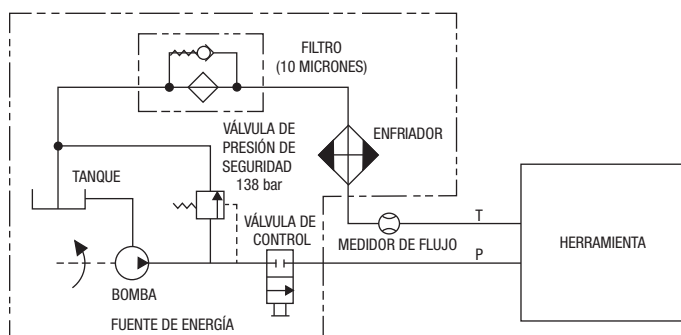 FILTRO
(10 MICRONES)
VÁLVULA DE
PRESIÓN DE
SEGURIDAD
138 bar
ENFRIADOR
TANQUE
VÁLVULA DE
CONTROL
MEDIDOR DE FLUJO
T
P
HERRAMIENTA
BOMBA
FUENTE DE ENERGÍA